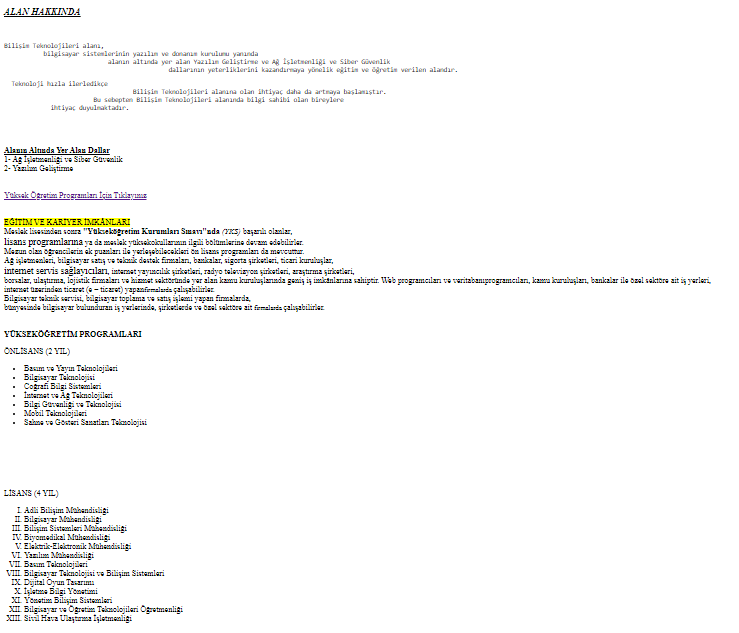 ALAN HAKKINDA
Bilişim Teknolojileri alanı,
bilgisayar sistemlerinin yazılım ve donanım kurulumu yanında
alanın altında yer alan Yazılım Geliştirme ve Ağ İşletmenliği ve Siber Güvenlik
dallarının yeterliklerini kazandırmaya yönelik eğitim ve öğretim verilen alandır.
Teknoloji hızla ilerledikçe
Bilişim Teknolojileri alanına olan ihtiyaç daha da artmaya başlamıştır.
Bu sebepten Bilişim Teknolojileri alanında bilgi sahibi olan bireylere
ihtiyaç duyulmaktadır.
Alanın Altında Yer Alan Dallar
1- Ağ İşletmenliği ve Siber Güvenlik
2- Yazılım Geliştirme
Yüksek Öğretim Programları İçin Tıklayınız
EĞİTİM VE KARİYER İMKÂNLARI
Meslek lisesinden sonra "Yükseköğretim Kurumları Sınavı"nda (YKS) başarılı olanlar,
lisans programlarına ya da meslek yüksekokullarının ilgili bölümlerine devam edebilirler.
Mezun olan öğrencilerin ek puanları ile yerleşebilecekleri ön lisans programları da mevcuttur.
Ağ işletmenleri, bilgisayar satış ve teknik destek firmaları, bankalar, sigorta şirketleri, ticari kuruluşlar,
internet servis sağlayıcıları, internet yayıncılık şirketleri, radyo televizyon şirketleri, araştırma şirketleri,
borsalar, ulaştırma, lojistik firmaları ve hizmet sektöründe yer alan kamu kuruluşlarında geniş iş imkânlarına sahiptir. Web programcıları ve veritabanıprogramcıları, kamu kuruluşları, bankalar ile özel sektöre ait iş yerleri,
internet üzerinden ticaret (e – ticaret) yapanfirmalarda çalışabilirler.
Bilgisayar teknik servisi, bilgisayar toplama ve satış işlemi yapan firmalarda,
bünyesinde bilgisayar bulunduran iş yerlerinde, şirketlerde ve özel sektöre ait firmalarda çalışabilirler.
YÜKSEKÖĞRETİM PROGRAMLARI
ÖNLİSANS (2 YIL)
• Basım ve Yayın Teknolojileri
• Bilgisayar Teknolojisi
• Coğrafi Bilgi Sistemleri
• İnternet ve Ağ Teknolojileri
• Bilgi Güvenliği ve Teknolojisi
• Mobil Teknolojileri
• Sahne ve Gösteri Sanatları Teknolojisi
LİSANS (4 YIL)
I. Adli Bilişim Mühendisliği
II. Bilgisayar Mühendisliği
III. Bilişim Sistemleri Mühendisliği
IV. Biyomedikal Mühendisliği
V. Elektrik-Elektronik Mühendisliği
VI. Yazılım Mühendisliği
VII. Basım Teknolojileri
VIII. Bilgisayar Teknolojisi ve Bilişim Sistemleri
IX. Dijital Oyun Tasarımı
X. İşletme Bilgi Yönetimi
XI. Yönetim Bilişim Sistemleri
XII. Bilgisayar ve Öğretim Teknolojileri Öğretmenliği
XIII. Sivil Hava Ulaştırma İşletmenliği